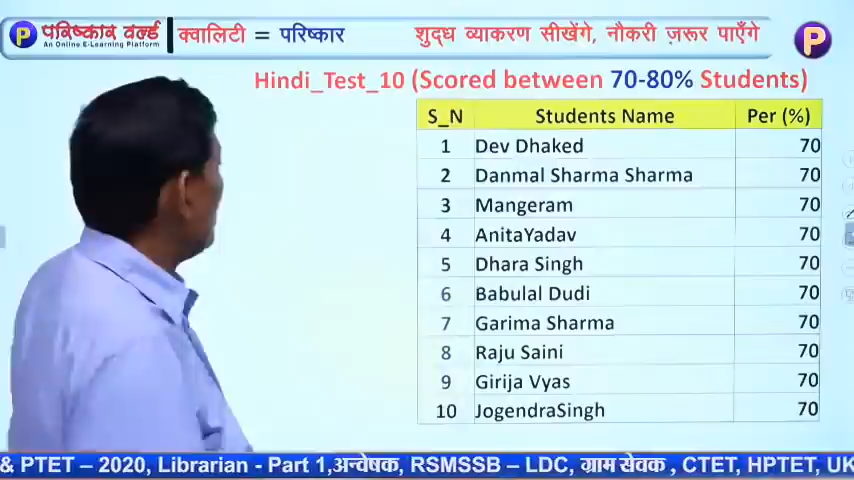 परिष्कार वर्ल्ड
An Online E-Learning Platform
क्वालिटी = परिष्कार
शुद्ध व्याकरण सीखेंगे, नौकरी ज़रूर पाएँगे
P
P
Hindi_Test_10 (Scored between 70-80% Students)
S_N Students Name Per (%)
1 Dev Dhaked 70
2 Danmal Sharma Sharma 70
3 Mangeram 70
4 AnitaYadav 70
5 Dhara Singh 70
6 Babulal Dudi 70
7 Garima Sharma 70
8 Raju Saini 70
9 Girija Vyas 70
10 JogendraSingh 70
& PTET – 2020, Librarian - Part 1,अन्वेषक, RSMSSB – LDC, ग्राम सेवक , CTET, HPTET, UK